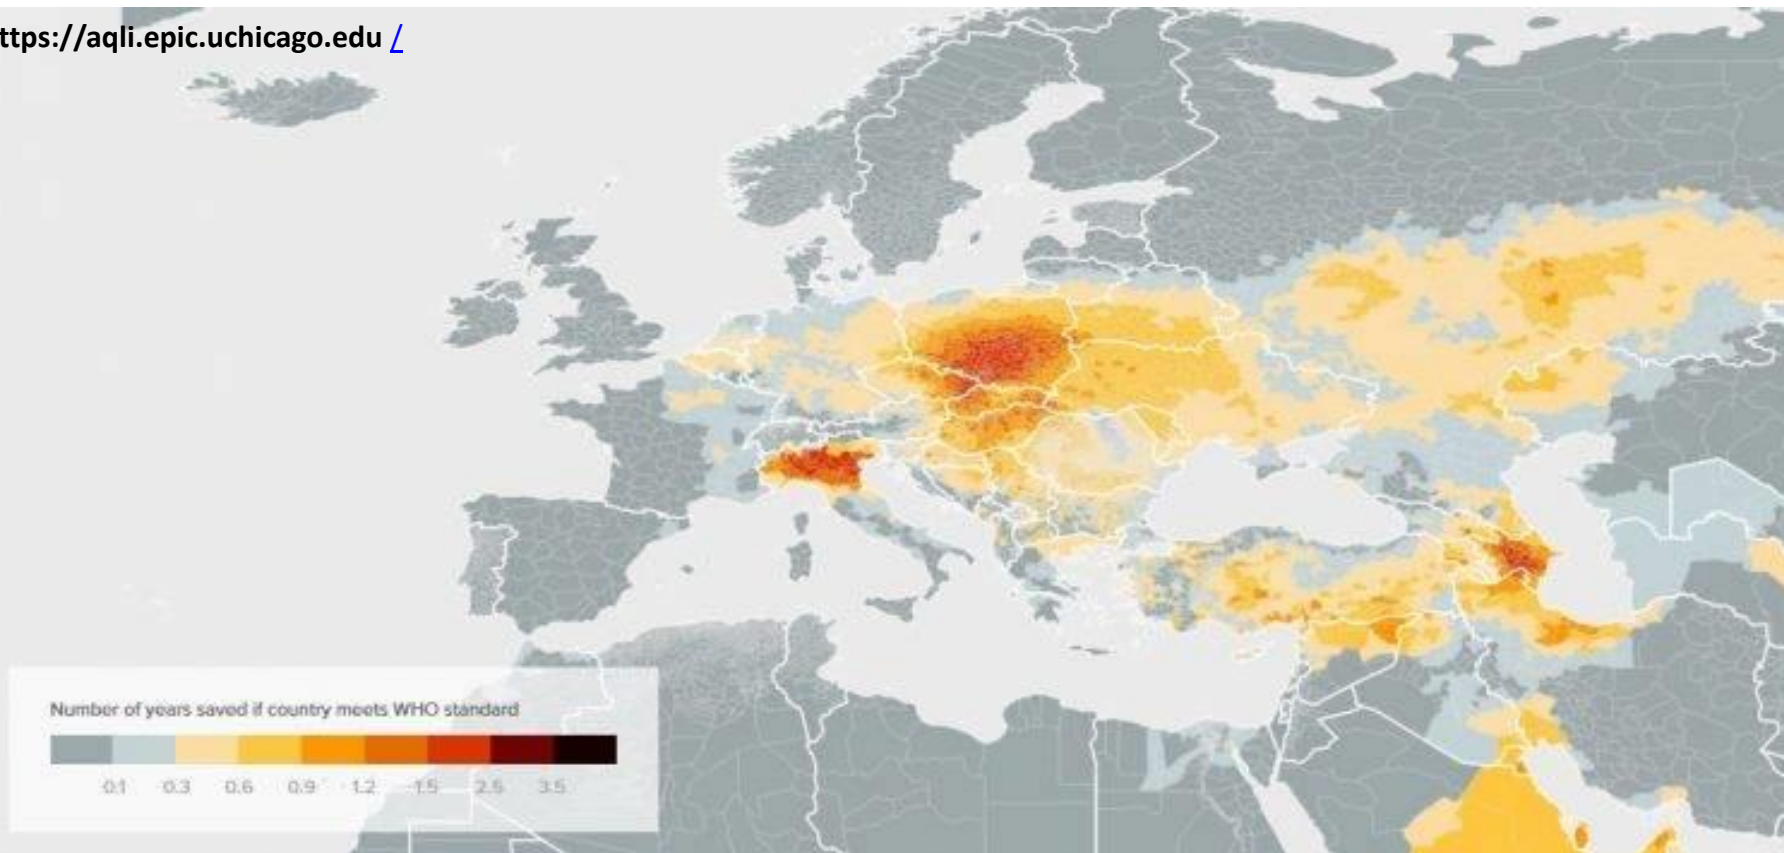 ttps://aqli.epic.uchicago.edu /
Number of years saved if country meets WHO standard
0.1 0.3 0.6 0.9 1.2 1.5 2.5 3.5